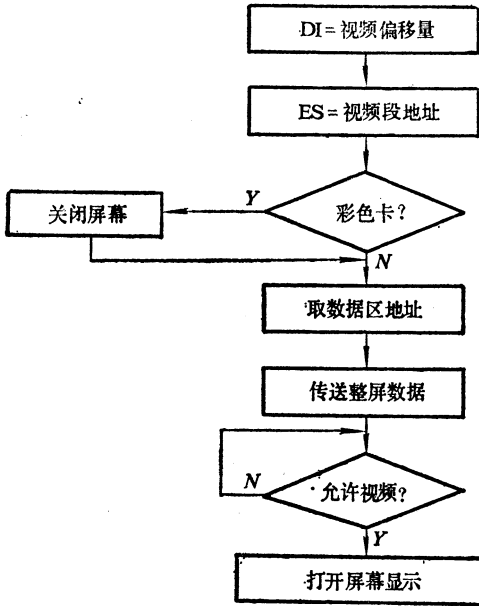 DI=视频偏移量
ES=视频段地址
Y
彩色卡?
关闭屏幕
N
取数据区地址
传送整屏数据
N
允许视频?
Y
打开屏幕显示